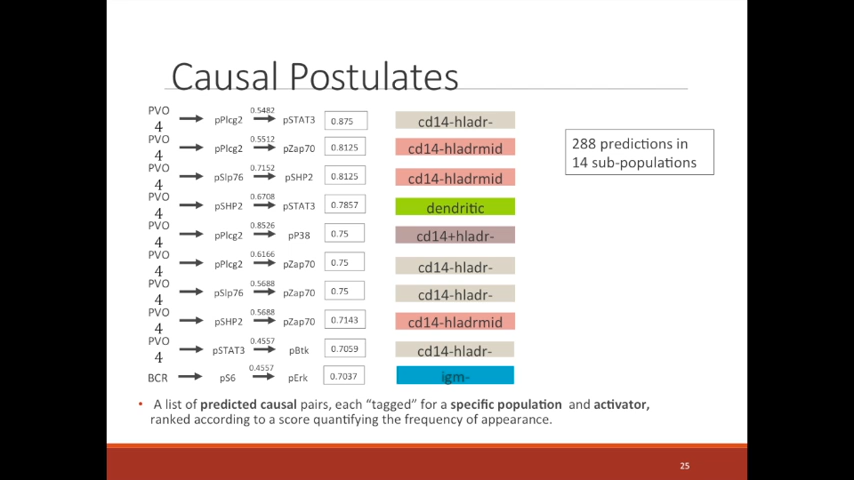 Causal Postulates
PVO 4 pPlcg2 0.5482 pSTAT3 0.875 cd14-hladr-
PVO 4 pPlcg2 0.5512 pZap70 0.8125 cd14-hladrmid
PVO 4 pSlp76 0.7152 pSHP2 0.8125 cd14-hladrmid
PVO 4 pSHP2 0.6708 pSTAT3 0.7857 dendritic
PVO 4 pPlcg2 0.8526 pP38 0.75 cd14+hladr-
PVO 4 pPlcg2 0.6166 pZap70 0.75 cd14-hladr-
PVO 4 pSlp76 0.5688 pZap70 0.75 cd14-hladr-
PVO 4 pSHP2 0.5688 pZap70 0.7143 cd14-hladrmid
PVO 4 pSTAT3 0.4557 pBtk 0.7059 cd14-hladr-
BCR pS6 0.4557 pErk 0.7037 igm-
288 predictions in
14 sub-populations
• A list of predicted causal pairs, each “tagged” for a specific population and activator,
ranked according to a score quantifying the frequency of appearance.
25